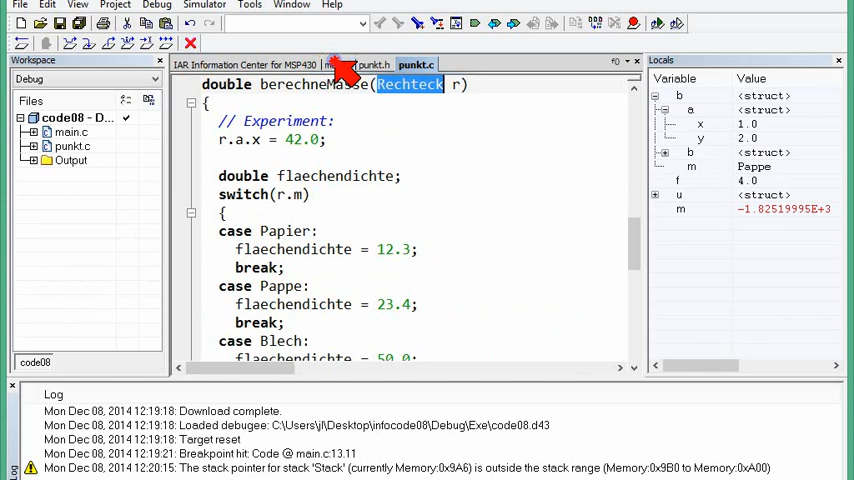 File Edit View Project Debug Simulator Tools Window Help
Workspace
Debug
Files
code08 - D...
main.c
punkt.c
Output
code08
IAR Information Center for MSP430 punkt.h punkt.c f0
double berechneMasse(Rechteck r)
{
// Experiment:
r.a.x = 42.0;
double flaechendichte;
switch(r.m)
{
case Papier:
flaechendichte = 12.3;
break;
case Pappe:
flaechendichte = 23.4;
break;
case Blech:
flaechendichte = 50.0;
Locals
Variable Value
b <struct>
a <struct>
x 1.0
y 2.0
b <struct>
m Pappe
f 4.0
u <struct>
m -1.82519995E+3
Log
Mon Dec 08, 2014 12:19:18: Download complete.
Mon Dec 08, 2014 12:19:18: Loaded debugee: C:\Users\jl\Desktop\infocode08\Debug\Exe\code08.d43
Mon Dec 08, 2014 12:19:18: Target reset
Mon Dec 08, 2014 12:19:21: Breakpoint hit: Code @ main.c:13.11
Mon Dec 08, 2014 12:20:15: The stack pointer for stack 'Stack' (currently Memory:0x9A6) is outside the stack range (Memory:0x9B0 to Memory:0xA00)
Log